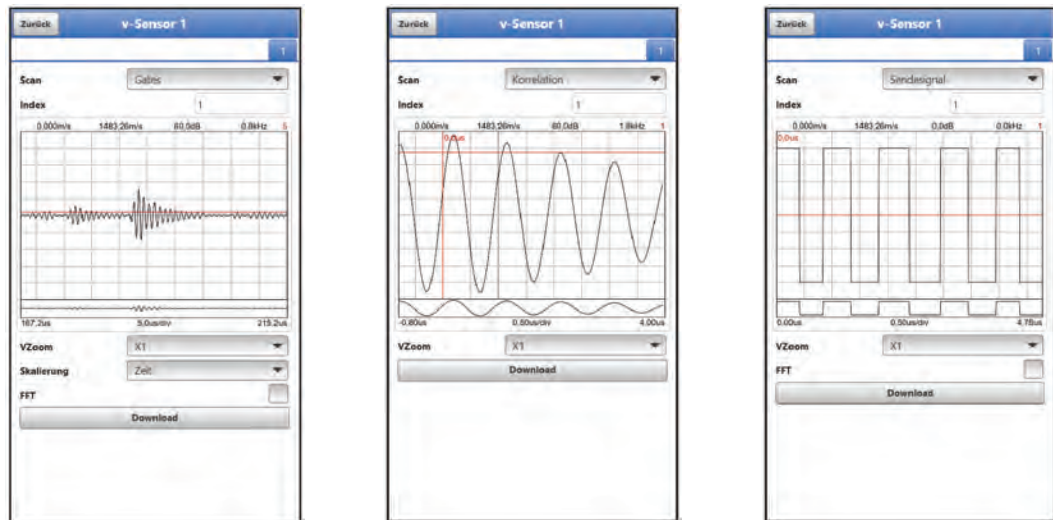 Zurück v-Sensor 1
1
Scan Gates
Index 1
0.000m/s 1483.26m/s 60.0dB 0.8kHz 5
167.2us 5.0us/div 215.2us
VZoom X1
Skalierung Zeit
FFT
Download
Zurück v-Sensor 1
1
Scan Korrelation
Index 1
0.000m/s 1483.26m/s 60.0dB 1.8kHz 1
0.0us
-0.80us 0.50us/div 4.00us
VZoom X1
Download
Zurück v-Sensor 1
1
Scan Sendesignal
Index 1
0.000m/s 1483.26m/s 0.0dB 0.0kHz 1
0.0us
0.00us 0.50us/div 4.75us
VZoom X1
FFT
Download